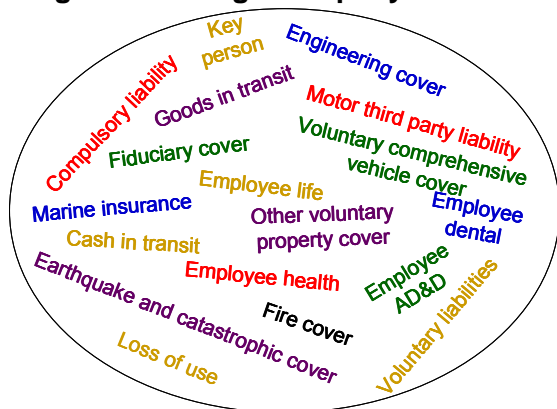 Key
person
Engineering cover
Compulsory liability
Goods in transit
Motor third party liability
Voluntary comprehensive
vehicle cover
Fiduciary cover
Employee life
Employee
dental
Marine insurance
Other voluntary
property cover
Cash in transit
Employee health
Employee
AD&D
Earthquake and catastrophic cover
Fire cover
Voluntary liabilities
Loss of use